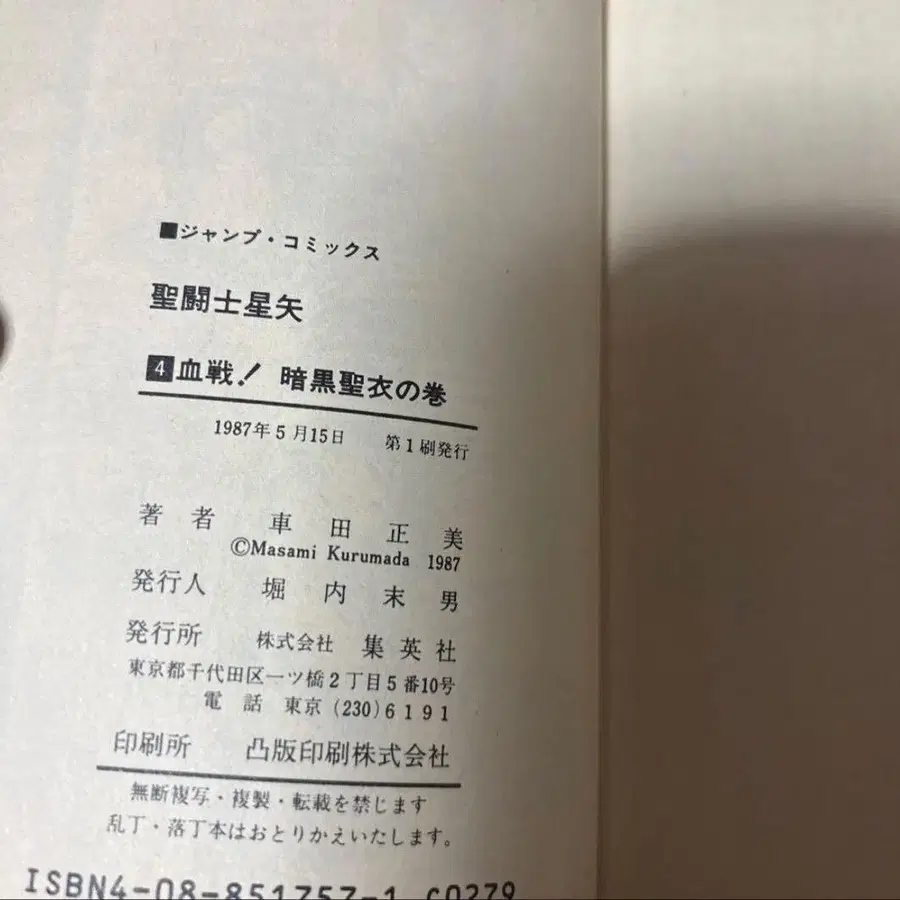 ■ジャンプ・コミックス
聖闘士星矢
4 血戦！ 暗黒聖衣の巻
1987年5月15日 第1刷発行
著者 車田正美
©Masami Kurumada 1987
発行人 堀内末男
発行所 株式会社 集英社
東京都千代田区一ツ橋2丁目5番10号
電話 東京(230)6191
印刷所 凸版印刷株式会社
無断複写・複製・転載を禁じます
乱丁・落丁本はおとりかえいたします。
ISBN4-08-851757-1 C0279